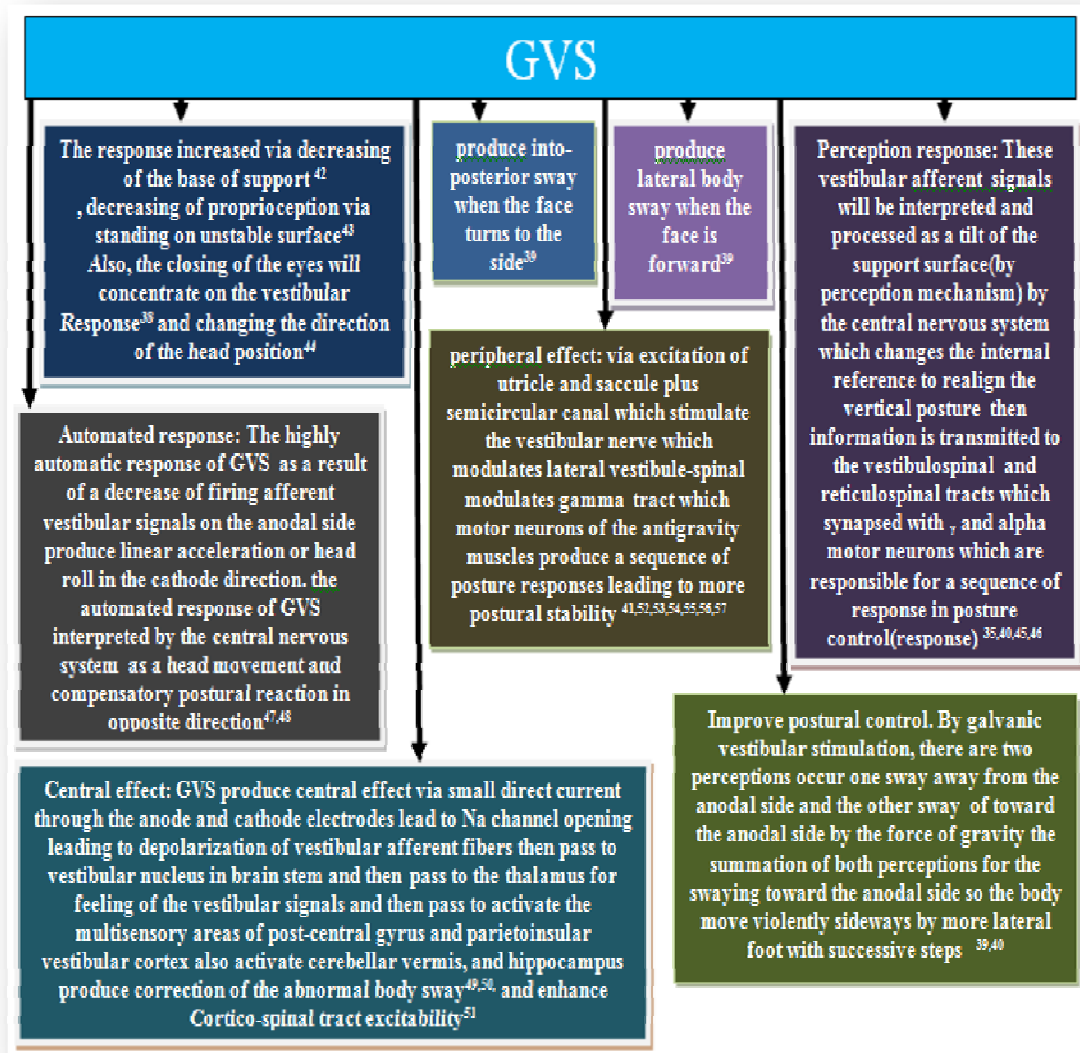 GVS
The response increased via decreasing
of the base of support 42
, decreasing of proprioception via
standing on unstable surface43
Also, the closing of the eyes will
concentrate on the vestibular
Response38 and changing the direction
of the head position44
produce into-
posterior sway
when the face
turns to the
side39
produce
lateral body
sway when the
face is
forward39
Perception response: These
vestibular afferent signals
will be interpreted and
processed as a tilt of the
support surface(by
perception mechanism) by
the central nervous system
which changes the internal
reference to realign the
vertical posture then
information is transmitted to
the vestibulospinal and
reticulospinal tracts which
synapsed with γ and alpha
motor neurons which are
responsible for a sequence of
response in posture
control(response) 35,40,45,46
Automated response: The highly
automatic response of GVS as a result
of a decrease of firing afferent
vestibular signals on the anodal side
produce linear acceleration or head
roll in the cathode direction. the
automated response of GVS
interpreted by the central nervous
system as a head movement and
compensatory postural reaction in
opposite direction47,48
peripheral effect: via excitation of
utricle and saccule plus
semicircular canal which stimulate
the vestibular nerve which
modulates lateral vestibule-spinal
modulates gamma tract which
motor neurons of the antigravity
muscles produce a sequence of
posture responses leading to more
postural stability 41,52,53,54,55,56,57
Improve postural control. By galvanic
vestibular stimulation, there are two
perceptions occur one sway away from the
anodal side and the other sway of toward
the anodal side by the force of gravity the
summation of both perceptions for the
swaying toward the anodal side so the body
move violently sideways by more lateral
foot with successive steps 39,40
Central effect: GVS produce central effect via small direct current
through the anode and cathode electrodes lead to Na channel opening
leading to depolarization of vestibular afferent fibers then pass to
vestibular nucleus in brain stem and then pass to the thalamus for
feeling of the vestibular signals and then pass to activate the
multisensory areas of post-central gyrus and parietoinsular
vestibular cortex also activate cerebellar vermis, and hippocampus
produce correction of the abnormal body sway49,50, and enhance
Cortico-spinal tract excitability51